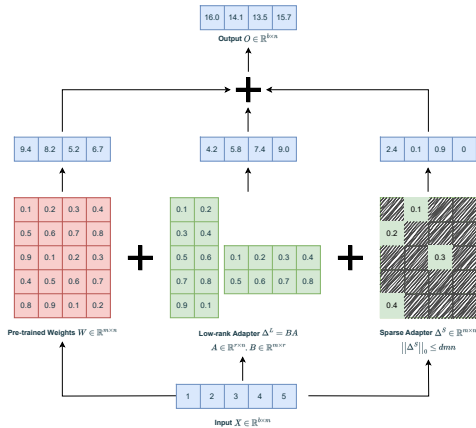 16.0 14.1 13.5 15.7
Output O ∈ ℝ^{b×n}
9.4 8.2 5.2 6.7
4.2 5.8 7.4 9.0
2.4 0.1 0.9 0
0.1 0.2 0.3 0.4
0.5 0.6 0.7 0.8
0.9 0.1 0.2 0.3
0.4 0.5 0.6 0.7
0.8 0.9 0.1 0.2
0.1 0.2
0.3 0.4
0.5 0.6
0.7 0.8
0.9 0.1
0.1 0.2 0.3 0.4
0.5 0.6 0.7 0.8
0.1
0.2
0.3
0.4
Pre-trained Weights W ∈ ℝ^{m×n}
Low-rank Adapter Δ^L = BA
A ∈ ℝ^{r×n}, B ∈ ℝ^{m×r}
Sparse Adapter Δ^S ∈ ℝ^{m×n}
||Δ^S||_0 ≤ dmn
1 2 3 4 5
Input X ∈ ℝ^{b×m}